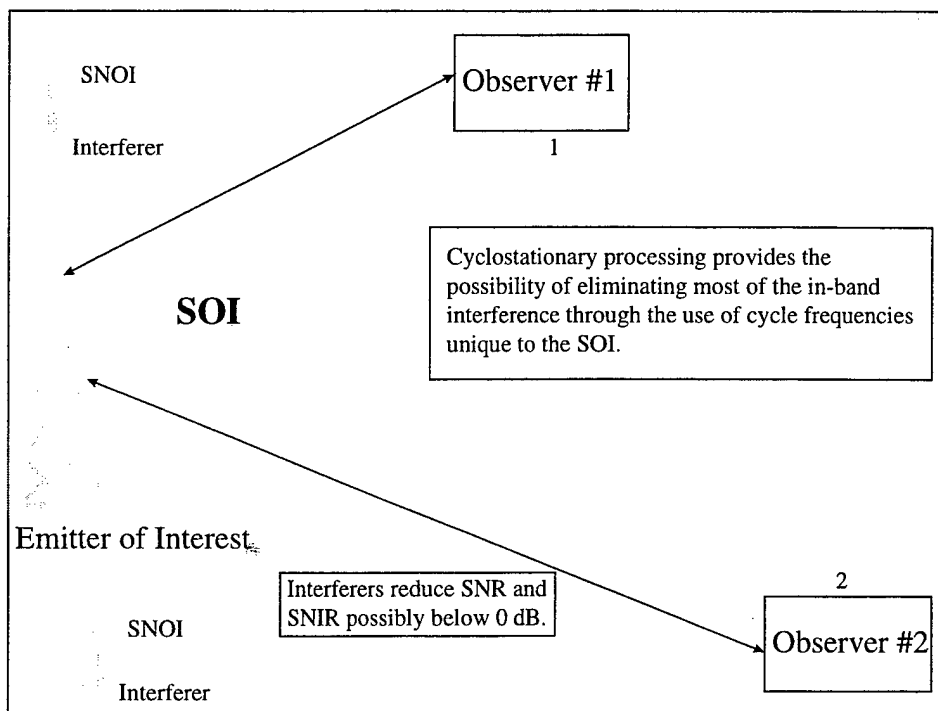 SNOI
Interferer
Observer #1
1
Cyclostationary processing provides the
possibility of eliminating most of the in-band
interference through the use of cycle frequencies
unique to the SOI.
SOI
Emitter of Interest
Interferers reduce SNR and
SNIR possibly below 0 dB.
2
Observer #2
SNOI
Interferer